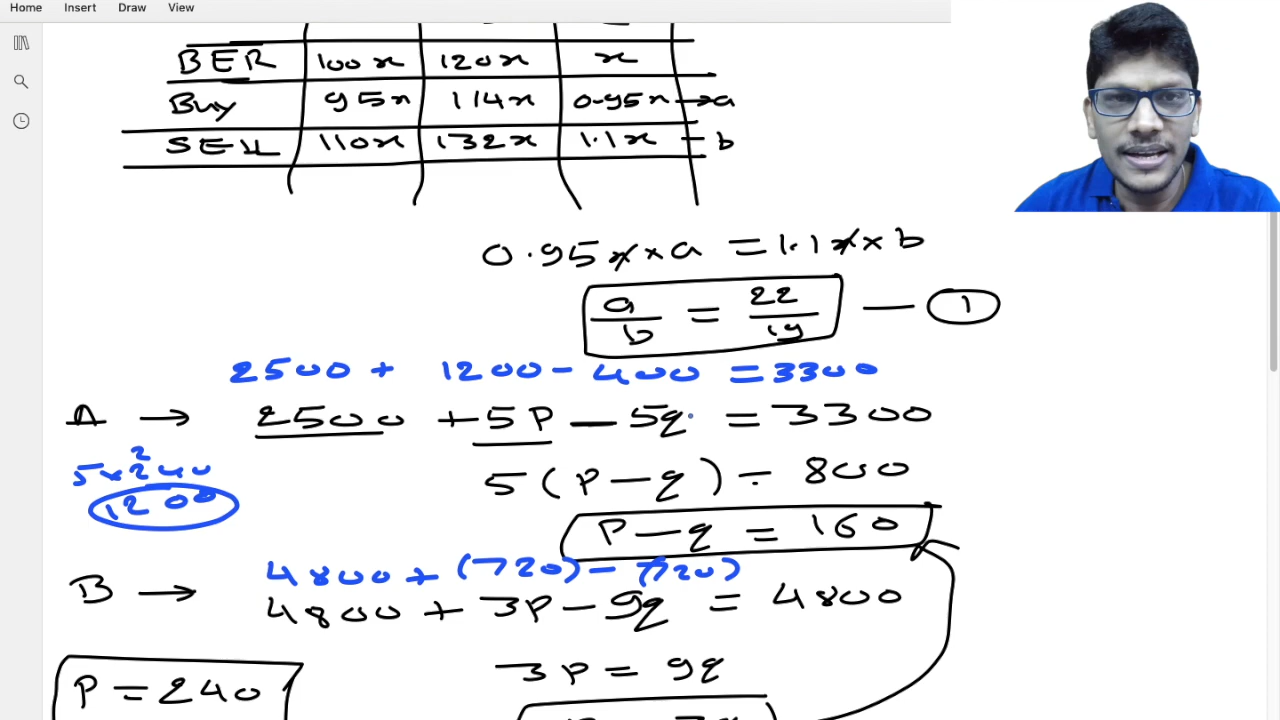 Home Insert Draw View
BER 100x 120x x
Buy 95x 114x 0.95x → a
SELL 110x 132x 1.1x - b
0.95x × a = 1.1x × b
a/b = 22/19 — 1
2500 + 1200 - 400 = 3300
A → 2500 + 5P - 5q = 3300
5 × 240
2
5 (P - q) = 800
1200
P - q = 160
4800 + (720) - (720)
B → 4800 + 3P - 9q = 4800
3P = 9q
P = 240